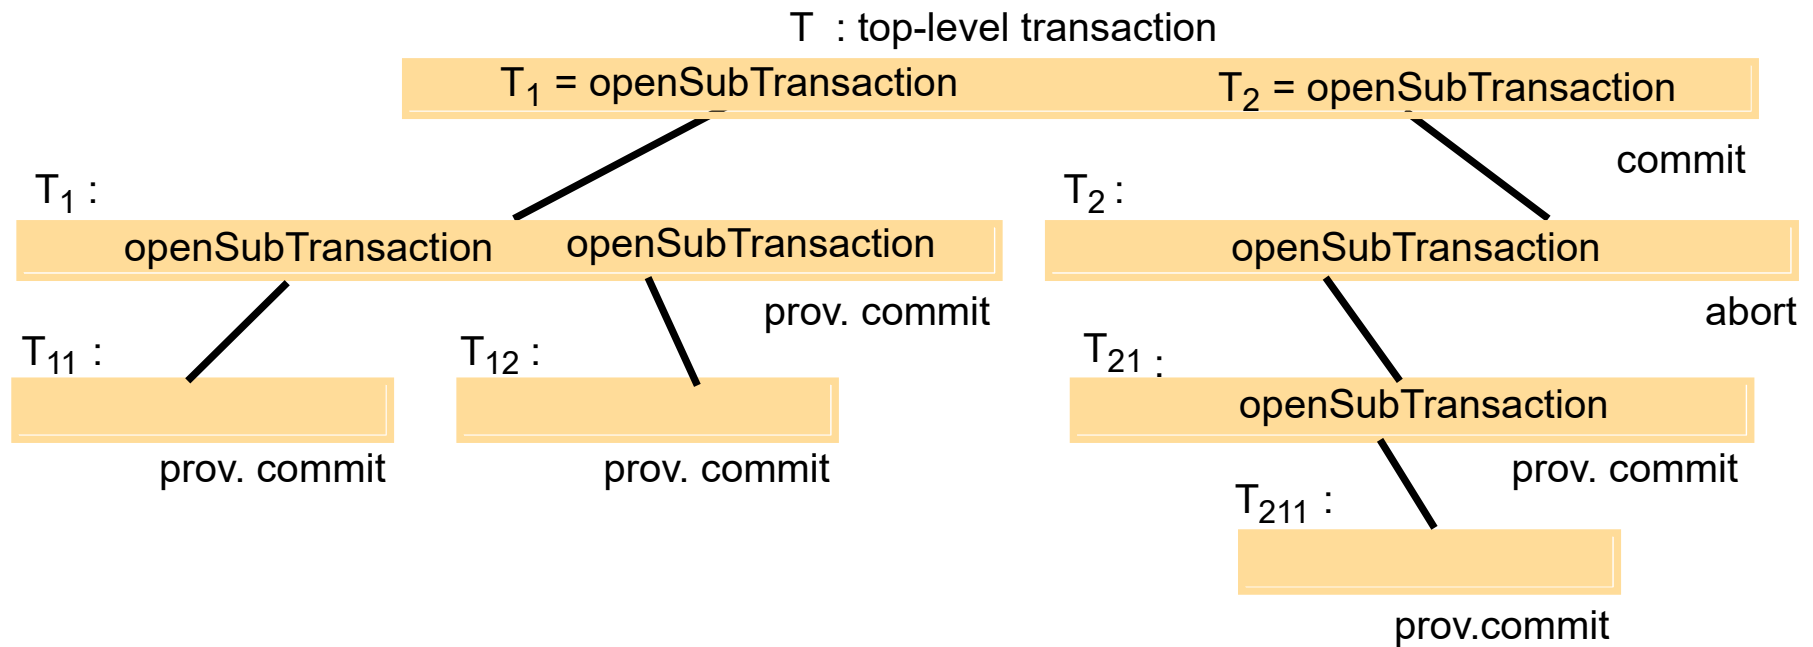 T : top-level transaction
T1 = openSubTransaction T2 = openSubTransaction
commit
T1 : T2 :
openSubTransaction openSubTransaction openSubTransaction
prov. commit abort
T11 : T12 : T21 :
openSubTransaction
prov. commit prov. commit prov. commit
T211 :
prov.commit